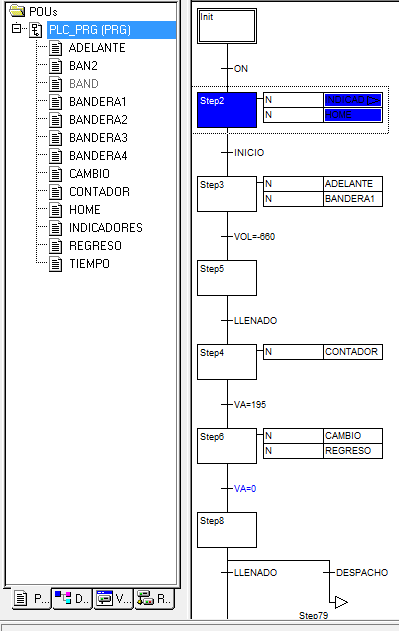 POUs
PLC_PRG (PRG)
ADELANTE
BAN2
BAND
BANDERA1
BANDERA2
BANDERA3
BANDERA4
CAMBIO
CONTADOR
HOME
INDICADORES
REGRESO
TIEMPO
P...
D...
V...
R...
Init
ON
Step2
N
N HOME
INICIO
Step3
N ADELANTE
N BANDERA1
VOL=-660
Step5
LLENADO
Step4
N CONTADOR
VA=195
Step6
N CAMBIO
N REGRESO
VA=0
Step8
LLENADO DESPACHO
Step79